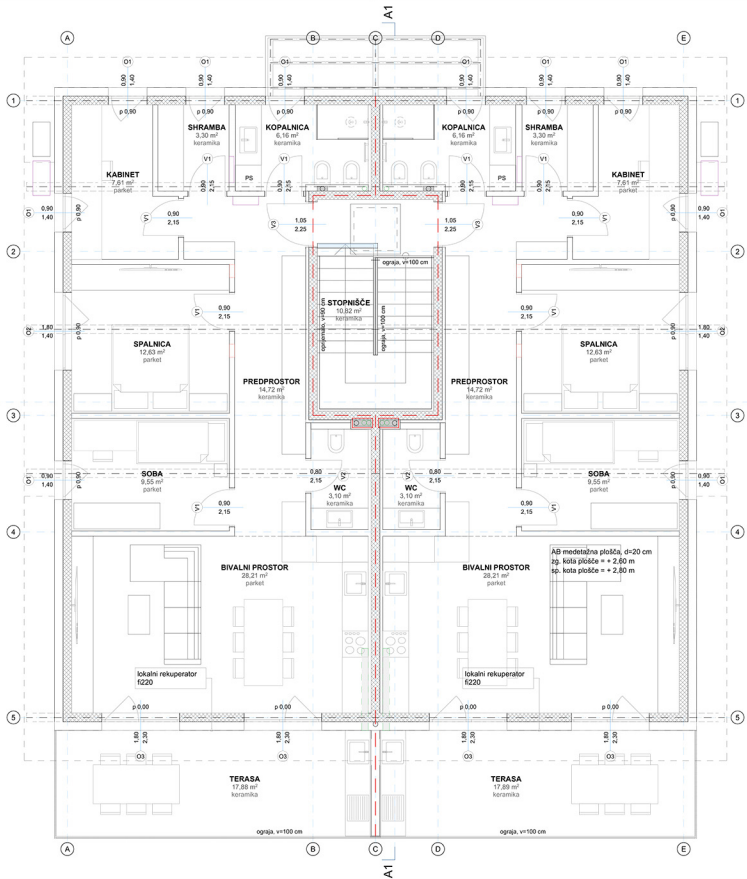 A1
A
B
C
D
E
O1
O1
O1
O1
O1
O1
0,90
1,40
0,90
1,40
0,90
1,40
0,90
1,40
0,90
1,40
0,90
1,40
1
1
p 0,90
p 0,90
p 0,90
p 0,90
p 0,90
p 0,90
SHRAMBA
3,30 m²
keramika
KOPALNICA
6,16 m²
keramika
KOPALNICA
6,16 m²
keramika
SHRAMBA
3,30 m²
keramika
V1
V1
V1
V1
KABINET
7,61 m²
parket
0,90
2,15
PS
0,90
2,15
0,90
2,15
PS
0,90
2,15
KABINET
7,61 m²
parket
O1
0,90
1,40
p 0,90
V1
0,90
2,15
V3
1,05
2,25
1,05
2,25
V3
0,90
2,15
V1
p 0,90
0,90
1,40
O1
2
2
ograja, v=100 cm
STOPNIŠČE
10,82 m²
keramika
oprijemalo, v=90 cm
ograja, v=100 cm
O2
1,80
1,40
p 0,90
V1
0,90
2,15
0,90
2,15
V1
p 0,90
1,80
1,40
O2
SPALNICA
12,63 m²
parket
SPALNICA
12,63 m²
parket
PREDPROSTOR
14,72 m²
keramika
PREDPROSTOR
14,72 m²
keramika
3
3
O1
0,90
1,40
p 0,90
SOBA
9,55 m²
parket
0,80
2,15
V2
V2
0,80
2,15
SOBA
9,55 m²
parket
p 0,90
0,90
1,40
O1
WC
3,10 m²
keramika
WC
3,10 m²
keramika
V1
0,90
2,15
0,90
2,15
V1
4
4
AB medetažna plošča, d=20 cm
zg. kota plošče = + 2,60 m
sp. kota plošče = + 2,80 m
BIVALNI PROSTOR
28,21 m²
parket
BIVALNI PROSTOR
28,21 m²
parket
lokalni rekuperator
fi220
lokalni rekuperator
fi220
p 0,00
p 0,00
p 0,00
p 0,00
5
5
1,80
2,30
1,80
2,30
1,80
2,30
1,80
2,30
O3
O3
O3
O3
TERASA
17,88 m²
keramika
TERASA
17,89 m²
keramika
ograja, v=100 cm
ograja, v=100 cm
A
B
C
D
E
A1